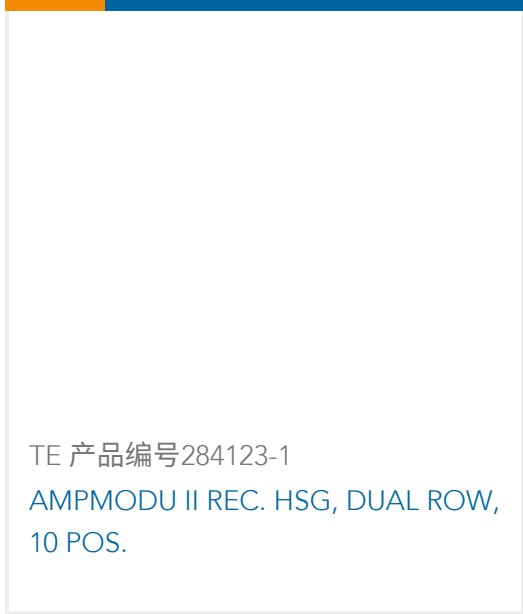 TE 产品编号284123-1
AMPMODU II REC. HSG, DUAL ROW,
10 POS.